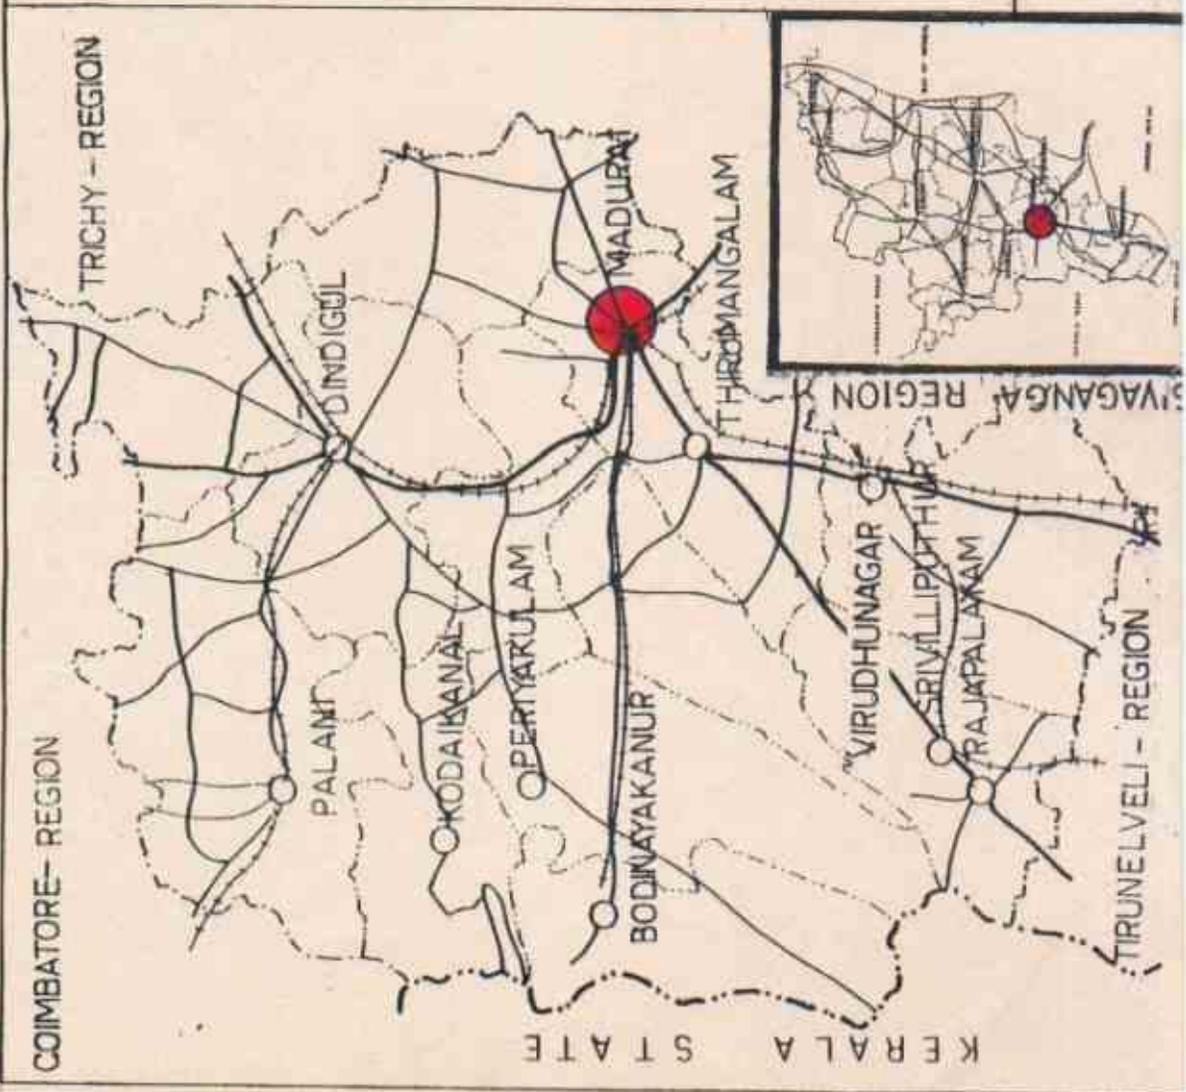 COIMBATORE- REGION
TRICHY - REGION
PALANI
DINDIGUL
KODAIKANAL
PERIYAKULAM
BODINAYAKANUR
MADURAI
THIRUMANGALAM
VIRUDHUNAGAR
SRIVILLIPUTHUR
RAJAPALAYAM
TIRUNELVELI - REGION
SIVAGANGA REGION
KERALA STATE